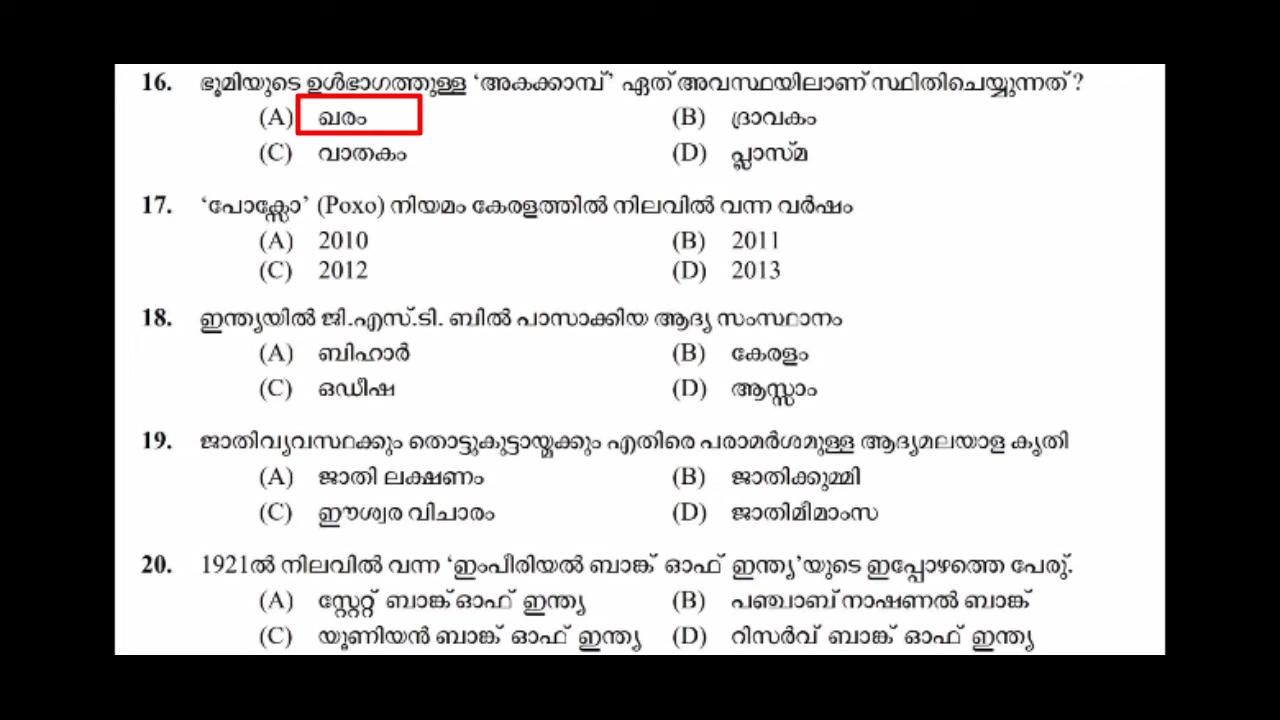 16. ഭൂമിയുടെ ഉൾഭാഗത്തുള്ള ‘അകക്കാമ്പ്’ ഏത് അവസ്ഥയിലാണ് സ്ഥിതിചെയ്യുന്നത് ?
(A) ഖരം (B) ദ്രാവകം
(C) വാതകം (D) പ്ലാസ്മ
17. ‘പോക്സോ’ (Poxo) നിയമം കേരളത്തിൽ നിലവിൽ വന്ന വർഷം
(A) 2010 (B) 2011
(C) 2012 (D) 2013
18. ഇന്ത്യയിൽ ജി.എസ്.ടി. ബിൽ പാസാക്കിയ ആദ്യ സംസ്ഥാനം
(A) ബിഹാർ (B) കേരളം
(C) ഒഡീഷ (D) ആസ്സാം
19. ജാതിവ്യവസ്ഥക്കും തൊട്ടുകൂട്ടായ്മക്കും എതിരെ പരാമർശമുള്ള ആദ്യമലയാള കൃതി
(A) ജാതി ലക്ഷണം (B) ജാതിക്കുമ്മി
(C) ഈശ്വര വിചാരം (D) ജാതിമീമാംസ
20. 1921ൽ നിലവിൽ വന്ന ‘ഇംപീരിയൽ ബാങ്ക് ഓഫ് ഇന്ത്യ’യുടെ ഇപ്പോഴത്തെ പേരു്.
(A) സ്റ്റേറ്റ് ബാങ്ക് ഓഫ് ഇന്ത്യ (B) പഞ്ചാബ് നാഷണൽ ബാങ്ക്
(C) യൂണിയൻ ബാങ്ക് ഓഫ് ഇന്ത്യ (D) റിസർവ് ബാങ്ക് ഓഫ് ഇന്ത്യ